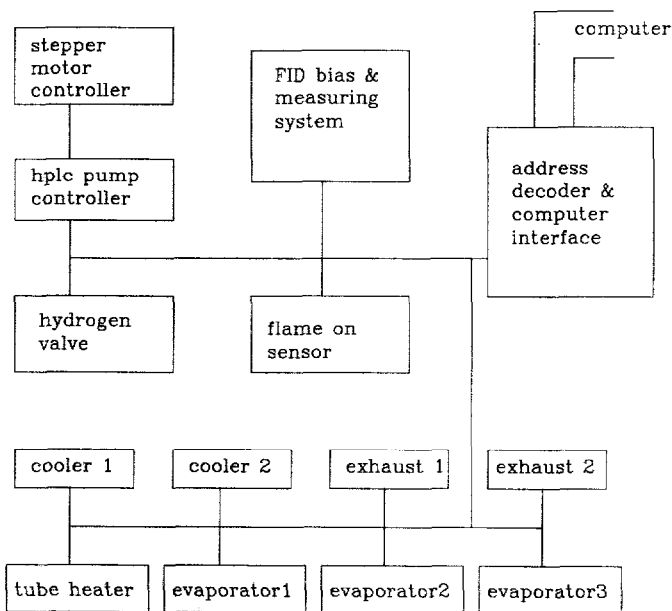 stepper
motor
controller
FID bias &
measuring
system
computer
hplc pump
controller
address
decoder &
computer
interface
hydrogen
valve
flame on
sensor
cooler 1
cooler 2
exhaust 1
exhaust 2
tube heater
evaporator1
evaporator2
evaporator3